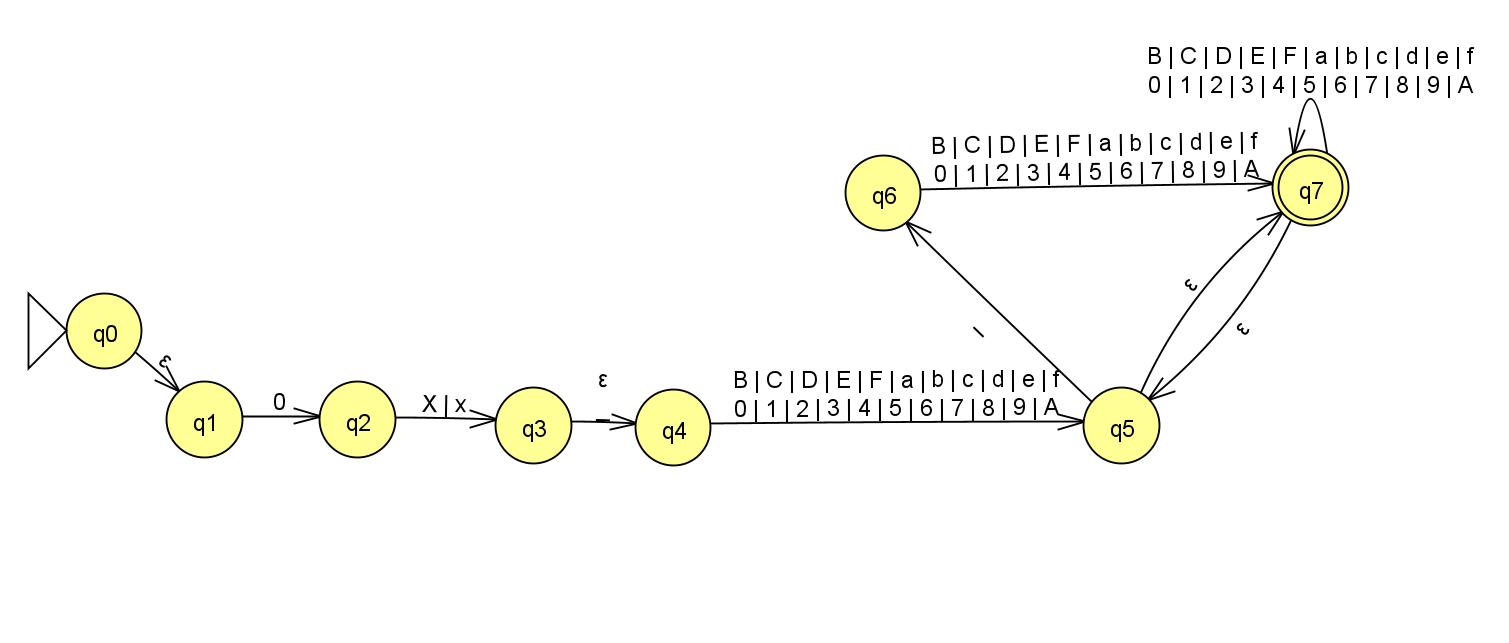 B | C | D | E | F | a | b | c | d | e | f
0 | 1 | 2 | 3 | 4 | 5 | 6 | 7 | 8 | 9 | A
B | C | D | E | F | a | b | c | d | e | f
0 | 1 | 2 | 3 | 4 | 5 | 6 | 7 | 8 | 9 | A
q6
q7
ε
ε
_
q0
ε
B | C | D | E | F | a | b | c | d | e | f
0 | 1 | 2 | 3 | 4 | 5 | 6 | 7 | 8 | 9 | A
ε
_
0
X | x
q1
q2
q3
q4
q5